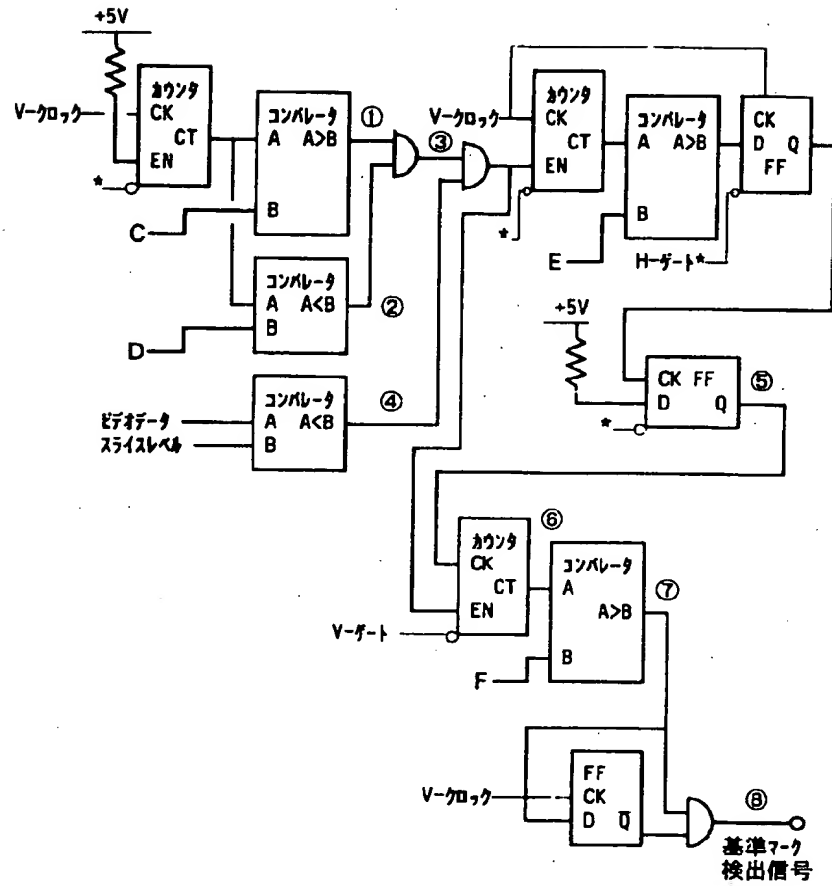 +5V
カウンタ
V-クロック
CK
CT
EN
*
コンパレータ
A A>B
B
①
C
コンパレータ
A A<B
B
②
D
コンパレータ
A A<B
B
④
ビデオデータ
スライスレベル
③
V-クロック
カウンタ
CK
CT
EN
*
コンパレータ
A A>B
B
E
CK
D Q
FF
H-ゲート*
+5V
CK FF
D Q
*
⑤
⑥
カウンタ
CK
CT
EN
V-ゲート
コンパレータ
A
A>B
B
⑦
F
FF
V-クロック
CK
D Q̅
⑧
基準マーク
検出信号